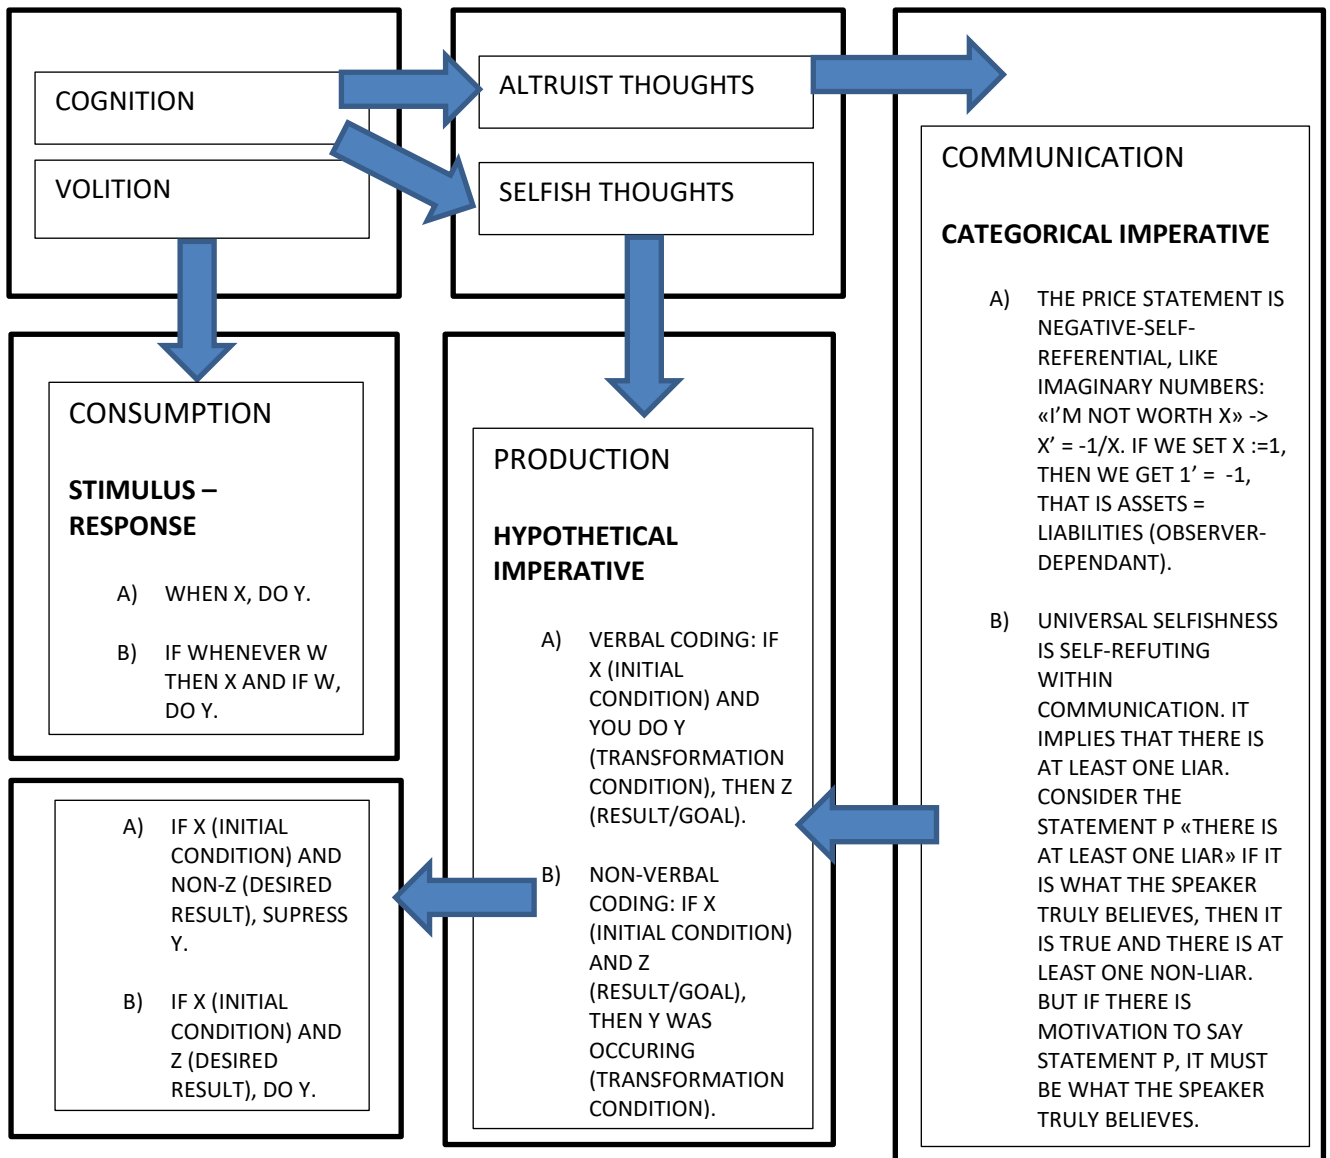 COGNITION
VOLITION
ALTRUIST THOUGHTS
SELFISH THOUGHTS
COMMUNICATION
CATEGORICAL IMPERATIVE
A) THE PRICE STATEMENT IS
NEGATIVE-SELF-
REFERENTIAL, LIKE
IMAGINARY NUMBERS:
«I’M NOT WORTH X» ->
X’ = -1/X. IF WE SET X :=1,
THEN WE GET 1’ = -1,
THAT IS ASSETS =
LIABILITIES (OBSERVER-
DEPENDANT).
B) UNIVERSAL SELFISHNESS
IS SELF-REFUTING
WITHIN
COMMUNICATION. IT
IMPLIES THAT THERE IS
AT LEAST ONE LIAR.
CONSIDER THE
STATEMENT P «THERE IS
AT LEAST ONE LIAR» IF IT
IS WHAT THE SPEAKER
TRULY BELIEVES, THEN IT
IS TRUE AND THERE IS AT
LEAST ONE NON-LIAR.
BUT IF THERE IS
MOTIVATION TO SAY
STATEMENT P, IT MUST
BE WHAT THE SPEAKER
TRULY BELIEVES.
CONSUMPTION
STIMULUS –
RESPONSE
A) WHEN X, DO Y.
B) IF WHENEVER W
THEN X AND IF W,
DO Y.
PRODUCTION
HYPOTHETICAL
IMPERATIVE
A) VERBAL CODING: IF
X (INITIAL
CONDITION) AND
YOU DO Y
(TRANSFORMATION
CONDITION), THEN Z
(RESULT/GOAL).
B) NON-VERBAL
CODING: IF X
(INITIAL CONDITION)
AND Z
(RESULT/GOAL),
THEN Y WAS
OCCURING
(TRANSFORMATION
CONDITION).
A) IF X (INITIAL
CONDITION) AND
NON-Z (DESIRED
RESULT), SUPRESS
Y.
B) IF X (INITIAL
CONDITION) AND
Z (DESIRED
RESULT), DO Y.